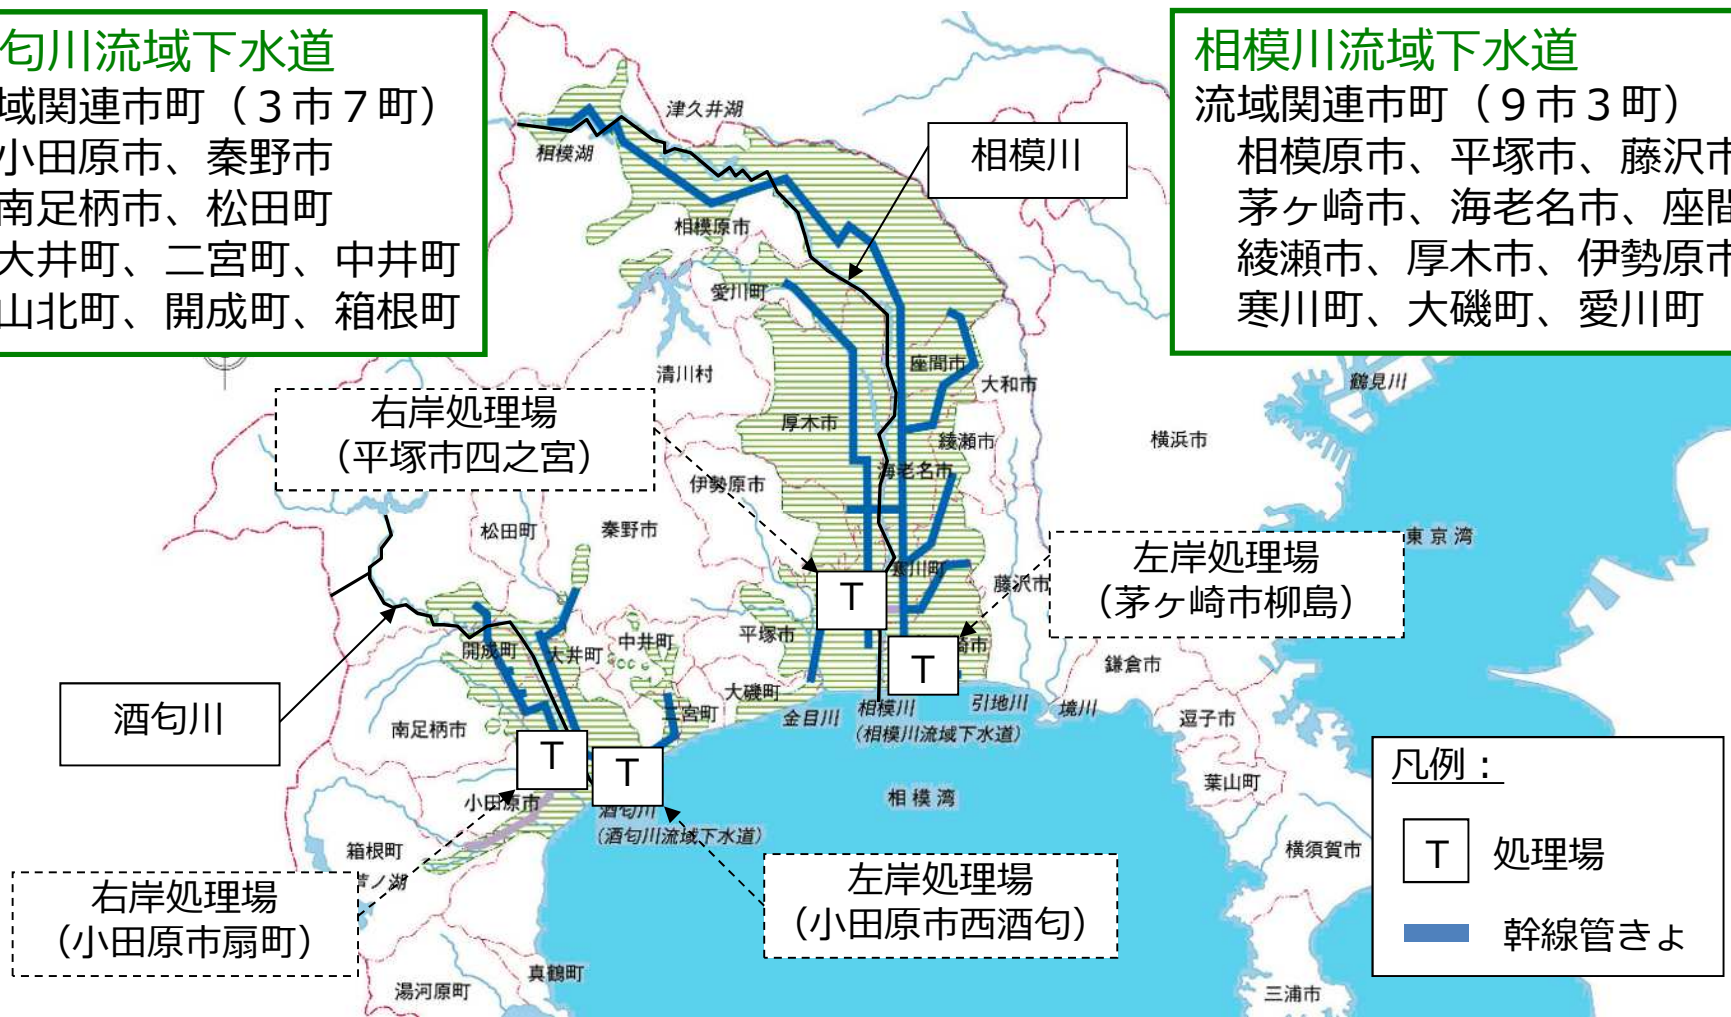 匂川流域下水道
域関連市町（３市７町）
小田原市、秦野市
南足柄市、松田町
大井町、二宮町、中井町
山北町、開成町、箱根町
相模川流域下水道
流域関連市町（９市３町）
相模原市、平塚市、藤沢市
茅ヶ崎市、海老名市、座間
綾瀬市、厚木市、伊勢原市
寒川町、大磯町、愛川町
津久井湖
相模湖
相模川
相模原市
愛川町
清川村
座間市
大和市
鶴見川
右岸処理場
（平塚市四之宮）
厚木市
綾瀬市
横浜市
海老名市
伊勢原市
松田町
秦野市
東京湾
左岸処理場
（茅ヶ崎市柳島）
寒川町
藤沢市
T
平塚市
中井町
開成町
大井町
崎市
T
鎌倉市
大磯町
二宮町
金目川
相模川
（相模川流域下水道）
引地川
境川
逗子市
酒匂川
南足柄市
T
T
葉山町
相模湾
小田原市
酒匂川
（酒匂川流域下水道）
箱根町
芦ノ湖
横須賀市
右岸処理場
（小田原市扇町）
左岸処理場
（小田原市西酒匂）
真鶴町
湯河原町
三浦市
凡例：
T
処理場
幹線管きょ